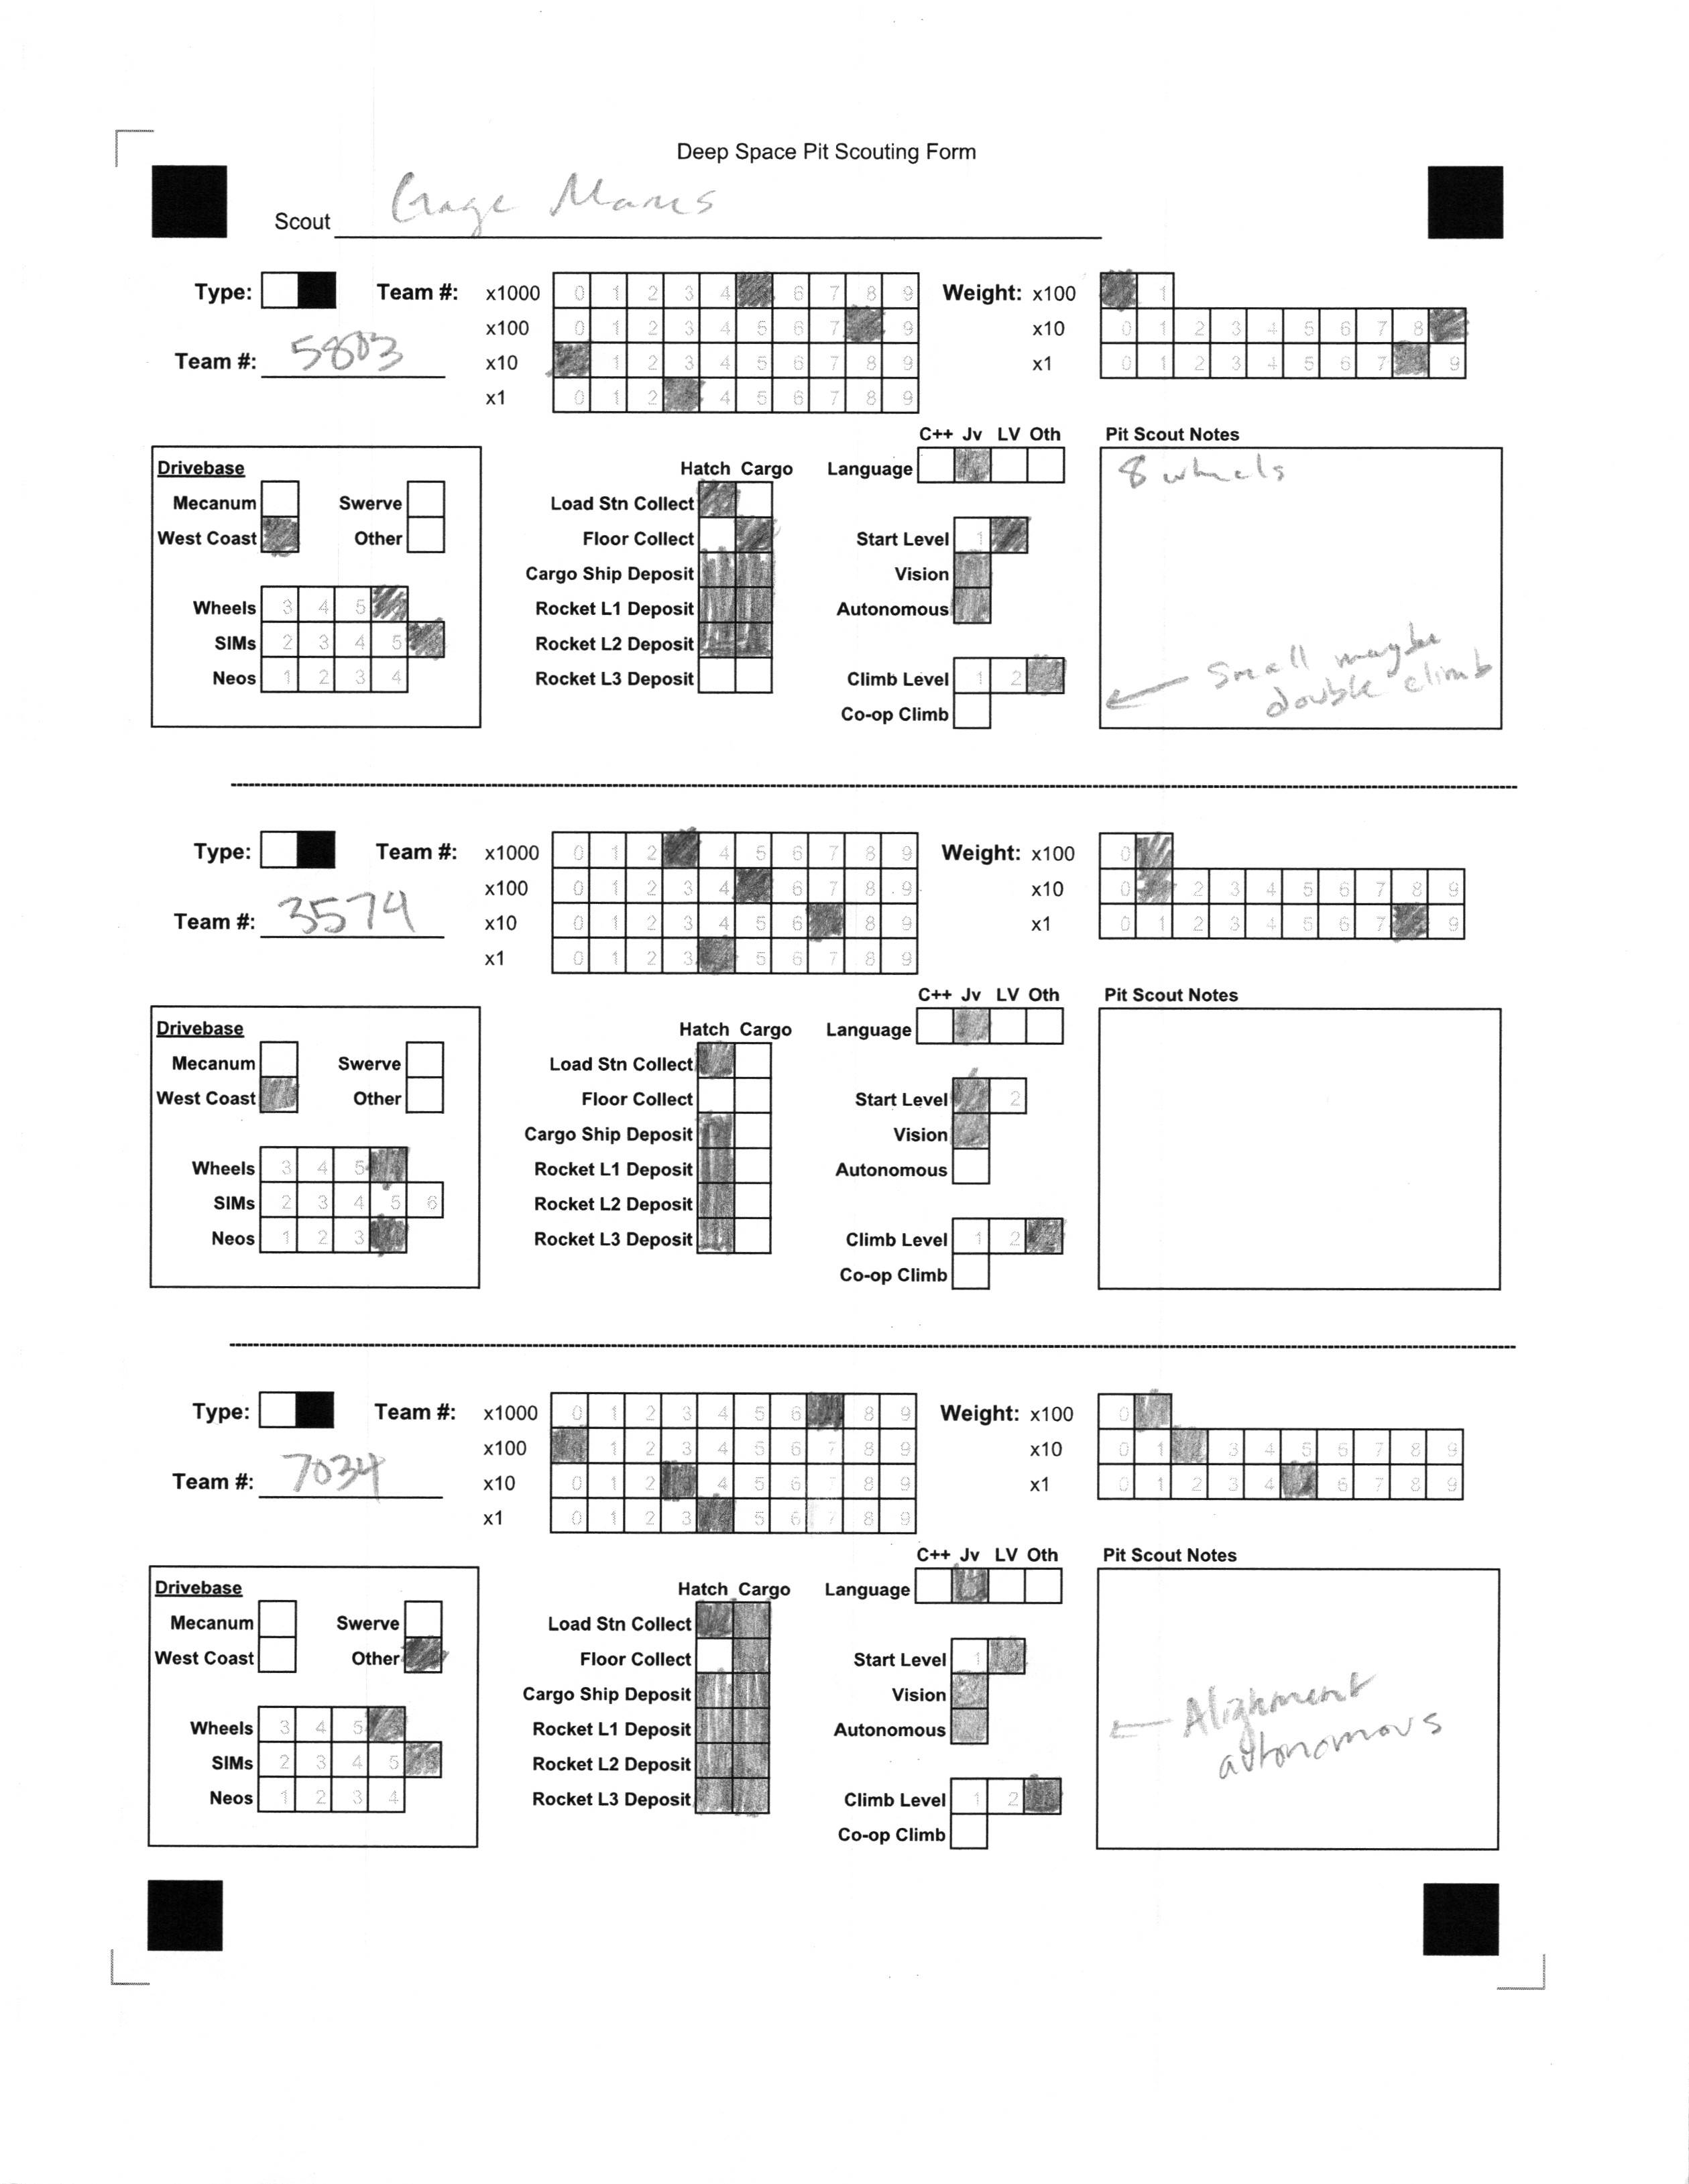 Deep Space Pit Scouting Form
Scout Gage
Type: Team #: x1000 0 1 2 3 4 6 7 8 9 Weight: x100 1
x100 0 1 2 3 4 5 6 7 9 x10 0 1 2 3 4 5 6 7 8
Team #: 5803 x10 1 2 3 4 5 6 7 8 9 x1 0 1 2 3 4 5 6 7 9
x1 0 1 2 4 5 6 7 8 9
C++ Jv LV Oth Pit Scout Notes
Drivebase Hatch Cargo Language 8 wheels
Mecanum Swerve Load Stn Collect
West Coast Other Floor Collect Start Level 1
Cargo Ship Deposit Vision
Wheels 3 4 5 Rocket L1 Deposit Autonomous
SIMs 2 3 4 5 Rocket L2 Deposit
Neos 1 2 3 4 Rocket L3 Deposit Climb Level 1 2 Small maybe
Co-op Climb double climb
Type: Team #: x1000 0 1 2 4 5 6 7 8 9 Weight: x100 0
x100 0 1 2 3 4 6 7 8 9 x10 0 2 3 4 5 6 7 8 9
Team #: 3574 x10 0 1 2 3 4 5 6 8 9 x1 0 1 2 3 4 5 6 7 9
x1 0 1 2 3 5 6 7 8 9
C++ Jv LV Oth Pit Scout Notes
Drivebase Hatch Cargo Language
Mecanum Swerve Load Stn Collect
West Coast Other Floor Collect Start Level 2
Cargo Ship Deposit Vision
Wheels 3 4 5 Rocket L1 Deposit Autonomous
SIMs 2 3 4 5 6 Rocket L2 Deposit
Neos 1 2 3 Rocket L3 Deposit Climb Level 1 2
Co-op Climb
Type: Team #: x1000 0 1 2 3 4 5 6 8 9 Weight: x100 0
x100 1 2 3 4 5 6 7 8 9 x10 0 1 3 4 5 6 7 8 9
Team #: 7034 x10 0 1 2 4 5 6 7 8 9 x1 0 1 2 3 4 6 7 8 9
x1 0 1 2 3 5 6 7 8 9
C++ Jv LV Oth Pit Scout Notes
Drivebase Hatch Cargo Language
Mecanum Swerve Load Stn Collect
West Coast Other Floor Collect Start Level 1
Cargo Ship Deposit Vision Alignment
Wheels 3 4 5 Rocket L1 Deposit Autonomous autonomous
SIMs 2 3 4 5 Rocket L2 Deposit
Neos 1 2 3 4 Rocket L3 Deposit Climb Level 1 2
Co-op Climb